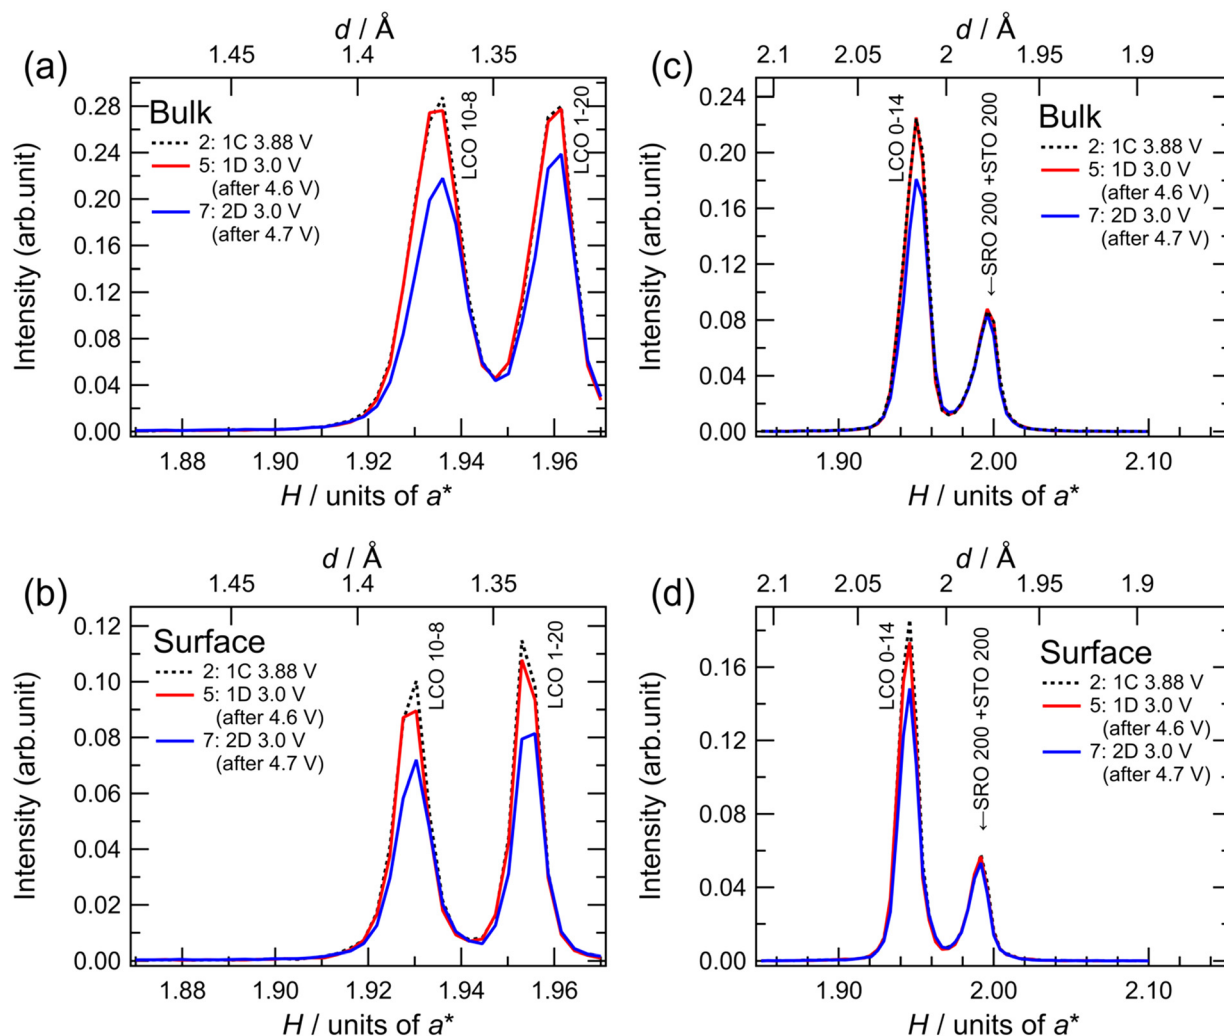 (a)
d / Å
1.45 1.4 1.35
Bulk
2: 1C 3.88 V
5: 1D 3.0 V
(after 4.6 V)
7: 2D 3.0 V
(after 4.7 V)
LCO 10-8
LCO 1-20
Intensity (arb.unit)
0.28
0.24
0.20
0.16
0.12
0.08
0.04
0.00
1.88 1.90 1.92 1.94 1.96
H / units of a*
(c)
d / Å
2.1 2.05 2 1.95 1.9
Bulk
2: 1C 3.88 V
5: 1D 3.0 V
(after 4.6 V)
7: 2D 3.0 V
(after 4.7 V)
LCO 0-14
←SRO 200 +STO 200
Intensity (arb.unit)
0.24
0.20
0.16
0.12
0.08
0.04
0.00
1.90 2.00 2.10
H / units of a*
(b)
d / Å
1.45 1.4 1.35
Surface
2: 1C 3.88 V
5: 1D 3.0 V
(after 4.6 V)
7: 2D 3.0 V
(after 4.7 V)
LCO 10-8
LCO 1-20
Intensity (arb.unit)
0.12
0.10
0.08
0.06
0.04
0.02
0.00
1.88 1.90 1.92 1.94 1.96
H / units of a*
(d)
d / Å
2.1 2.05 2 1.95 1.9
Surface
2: 1C 3.88 V
5: 1D 3.0 V
(after 4.6 V)
7: 2D 3.0 V
(after 4.7 V)
LCO 0-14
←SRO 200 +STO 200
Intensity (arb.unit)
0.16
0.12
0.08
0.04
0.00
1.90 2.00 2.10
H / units of a*